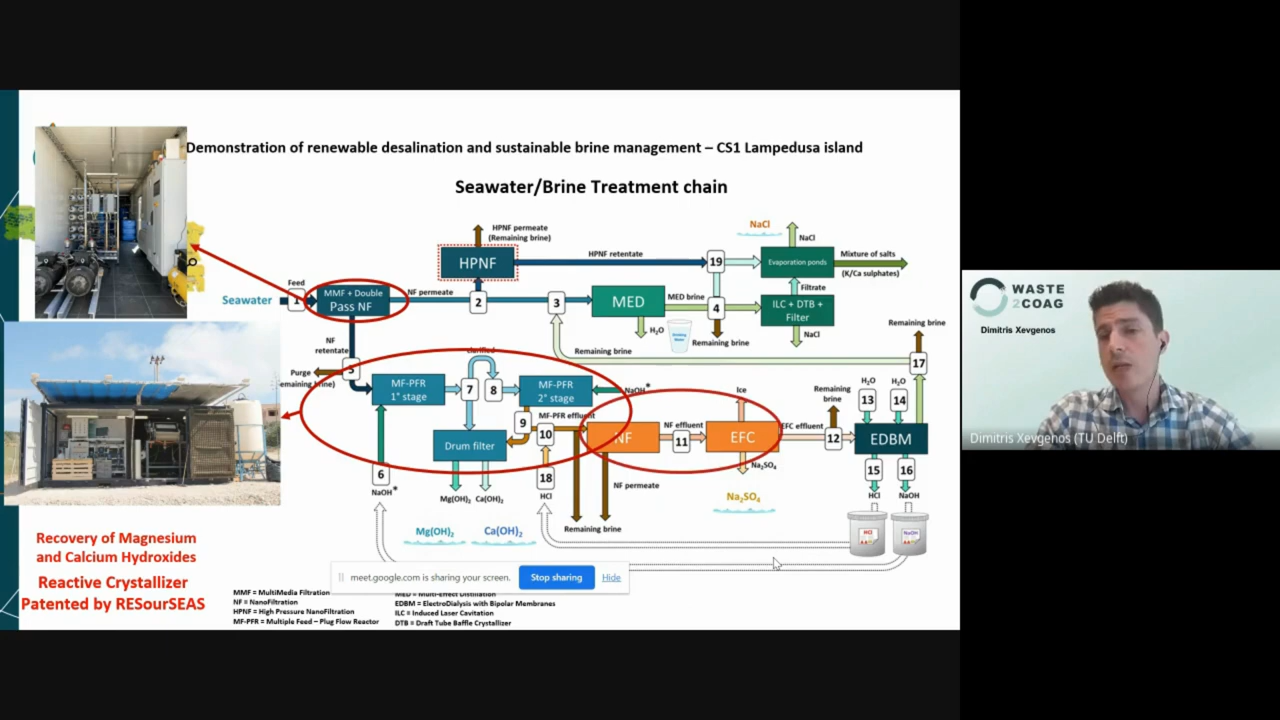 Demonstration of renewable desalination and sustainable brine management – CS1 Lampedusa island
Seawater/Brine Treatment chain
HPNF permeate
(Remaining brine)
NaCl
NaCl
HPNF
HPNF retentate
19
Evaporation ponds
Mixture of salts
(K/Ca sulphates)
Feed
Seawater
1
MMF + Double
Pass NF
NF permeate
2
3
MED
MED brine
4
Filtrate
ILC + DTB +
Filter
H₂O
Drinking
Water
Remaining brine
NaCl
NF
retentate
Remaining brine
Remaining brine
17
Purge
emaining brine)
5
MF-PFR
1° stage
7
clarified
8
MF-PFR
2° stage
NaOH*
Ice
Remaining
brine
H₂O
H₂O
13
14
9
MF-PFR effluent
Drum filter
10
NF
NF effluent
11
EFC
EFC effluent
12
EDBM
6
NaOH*
Mg(OH)₂
Ca(OH)₂
18
HCl
NF permeate
Na₂SO₄
Na₂SO₄
15
16
HCl
NaOH
HCl
NaOH
Remaining brine
Mg(OH)₂
Ca(OH)₂
Recovery of Magnesium
and Calcium Hydroxides
Reactive Crystallizer
Patented by RESourSEAS
meet.google.com is sharing your screen.
Stop sharing
Hide
MMF = MultiMedia Filtration
NF = NanoFiltration
HPNF = High Pressure NanoFiltration
MF-PFR = Multiple Feed – Plug Flow Reactor
MED = Multi-Effect Distillation
EDBM = ElectroDialysis with Bipolar Membranes
ILC = Induced Laser Cavitation
DTB = Draft Tube Baffle Crystallizer
WASTE
2COAG
Dimitris Xevgenos
Dimitris Xevgenos (TU Delft)